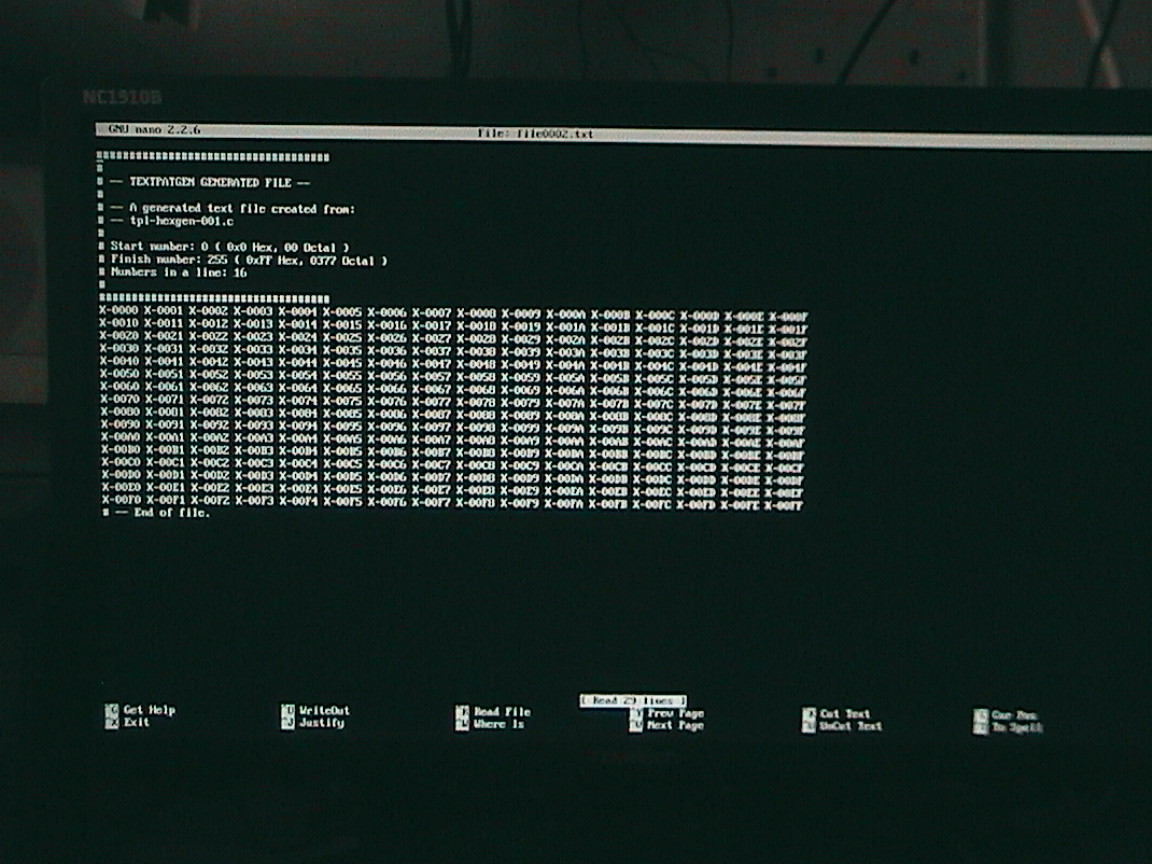 NC1910B
GNU nano 2.2.6 File: file0002.txt
####################################
#
# -- TEXTPATGEN GENERATED FILE --
#
# -- A generated text file created from:
# -- tpl-hexgen-001.c
#
# Start number: 0 ( 0x0 Hex, 00 Octal )
# Finish number: 255 ( 0xFF Hex, 0377 Octal )
# Numbers in a line: 16
#
####################################
X-0000 X-0001 X-0002 X-0003 X-0004 X-0005 X-0006 X-0007 X-0008 X-0009 X-000A X-000B X-000C X-000D X-000E X-000F
X-0010 X-0011 X-0012 X-0013 X-0014 X-0015 X-0016 X-0017 X-0018 X-0019 X-001A X-001B X-001C X-001D X-001E X-001F
X-0020 X-0021 X-0022 X-0023 X-0024 X-0025 X-0026 X-0027 X-0028 X-0029 X-002A X-002B X-002C X-002D X-002E X-002F
X-0030 X-0031 X-0032 X-0033 X-0034 X-0035 X-0036 X-0037 X-0038 X-0039 X-003A X-003B X-003C X-003D X-003E X-003F
X-0040 X-0041 X-0042 X-0043 X-0044 X-0045 X-0046 X-0047 X-0048 X-0049 X-004A X-004B X-004C X-004D X-004E X-004F
X-0050 X-0051 X-0052 X-0053 X-0054 X-0055 X-0056 X-0057 X-0058 X-0059 X-005A X-005B X-005C X-005D X-005E X-005F
X-0060 X-0061 X-0062 X-0063 X-0064 X-0065 X-0066 X-0067 X-0068 X-0069 X-006A X-006B X-006C X-006D X-006E X-006F
X-0070 X-0071 X-0072 X-0073 X-0074 X-0075 X-0076 X-0077 X-0078 X-0079 X-007A X-007B X-007C X-007D X-007E X-007F
X-0080 X-0081 X-0082 X-0083 X-0084 X-0085 X-0086 X-0087 X-0088 X-0089 X-008A X-008B X-008C X-008D X-008E X-008F
X-0090 X-0091 X-0092 X-0093 X-0094 X-0095 X-0096 X-0097 X-0098 X-0099 X-009A X-009B X-009C X-009D X-009E X-009F
X-00A0 X-00A1 X-00A2 X-00A3 X-00A4 X-00A5 X-00A6 X-00A7 X-00A8 X-00A9 X-00AA X-00AB X-00AC X-00AD X-00AE X-00AF
X-00B0 X-00B1 X-00B2 X-00B3 X-00B4 X-00B5 X-00B6 X-00B7 X-00B8 X-00B9 X-00BA X-00BB X-00BC X-00BD X-00BE X-00BF
X-00C0 X-00C1 X-00C2 X-00C3 X-00C4 X-00C5 X-00C6 X-00C7 X-00C8 X-00C9 X-00CA X-00CB X-00CC X-00CD X-00CE X-00CF
X-00D0 X-00D1 X-00D2 X-00D3 X-00D4 X-00D5 X-00D6 X-00D7 X-00D8 X-00D9 X-00DA X-00DB X-00DC X-00DD X-00DE X-00DF
X-00E0 X-00E1 X-00E2 X-00E3 X-00E4 X-00E5 X-00E6 X-00E7 X-00E8 X-00E9 X-00EA X-00EB X-00EC X-00ED X-00EE X-00EF
X-00F0 X-00F1 X-00F2 X-00F3 X-00F4 X-00F5 X-00F6 X-00F7 X-00F8 X-00F9 X-00FA X-00FB X-00FC X-00FD X-00FE X-00FF
# -- End of file.
[ Read 29 lines ]
Get Help WriteOut Read File Prev Page Cut Text Cur Pos
Exit Justify Where Is Next Page UnCut Text To Spell